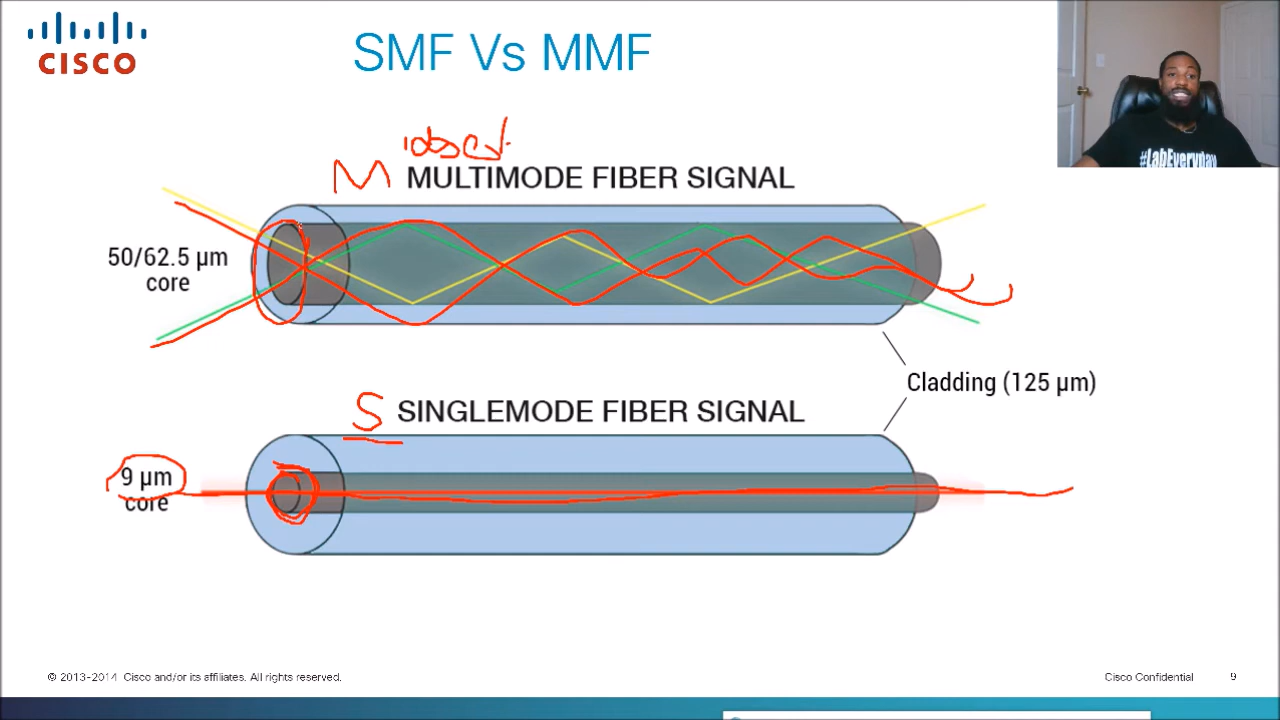 CISCO
SMF Vs MMF
M MULTIMODE FIBER SIGNAL
#LabEveryday
50/62.5 µm
core
Cladding (125 µm)
S SINGLEMODE FIBER SIGNAL
9 µm
core
© 2013-2014 Cisco and/or its affiliates. All rights reserved.
Cisco Confidential 9